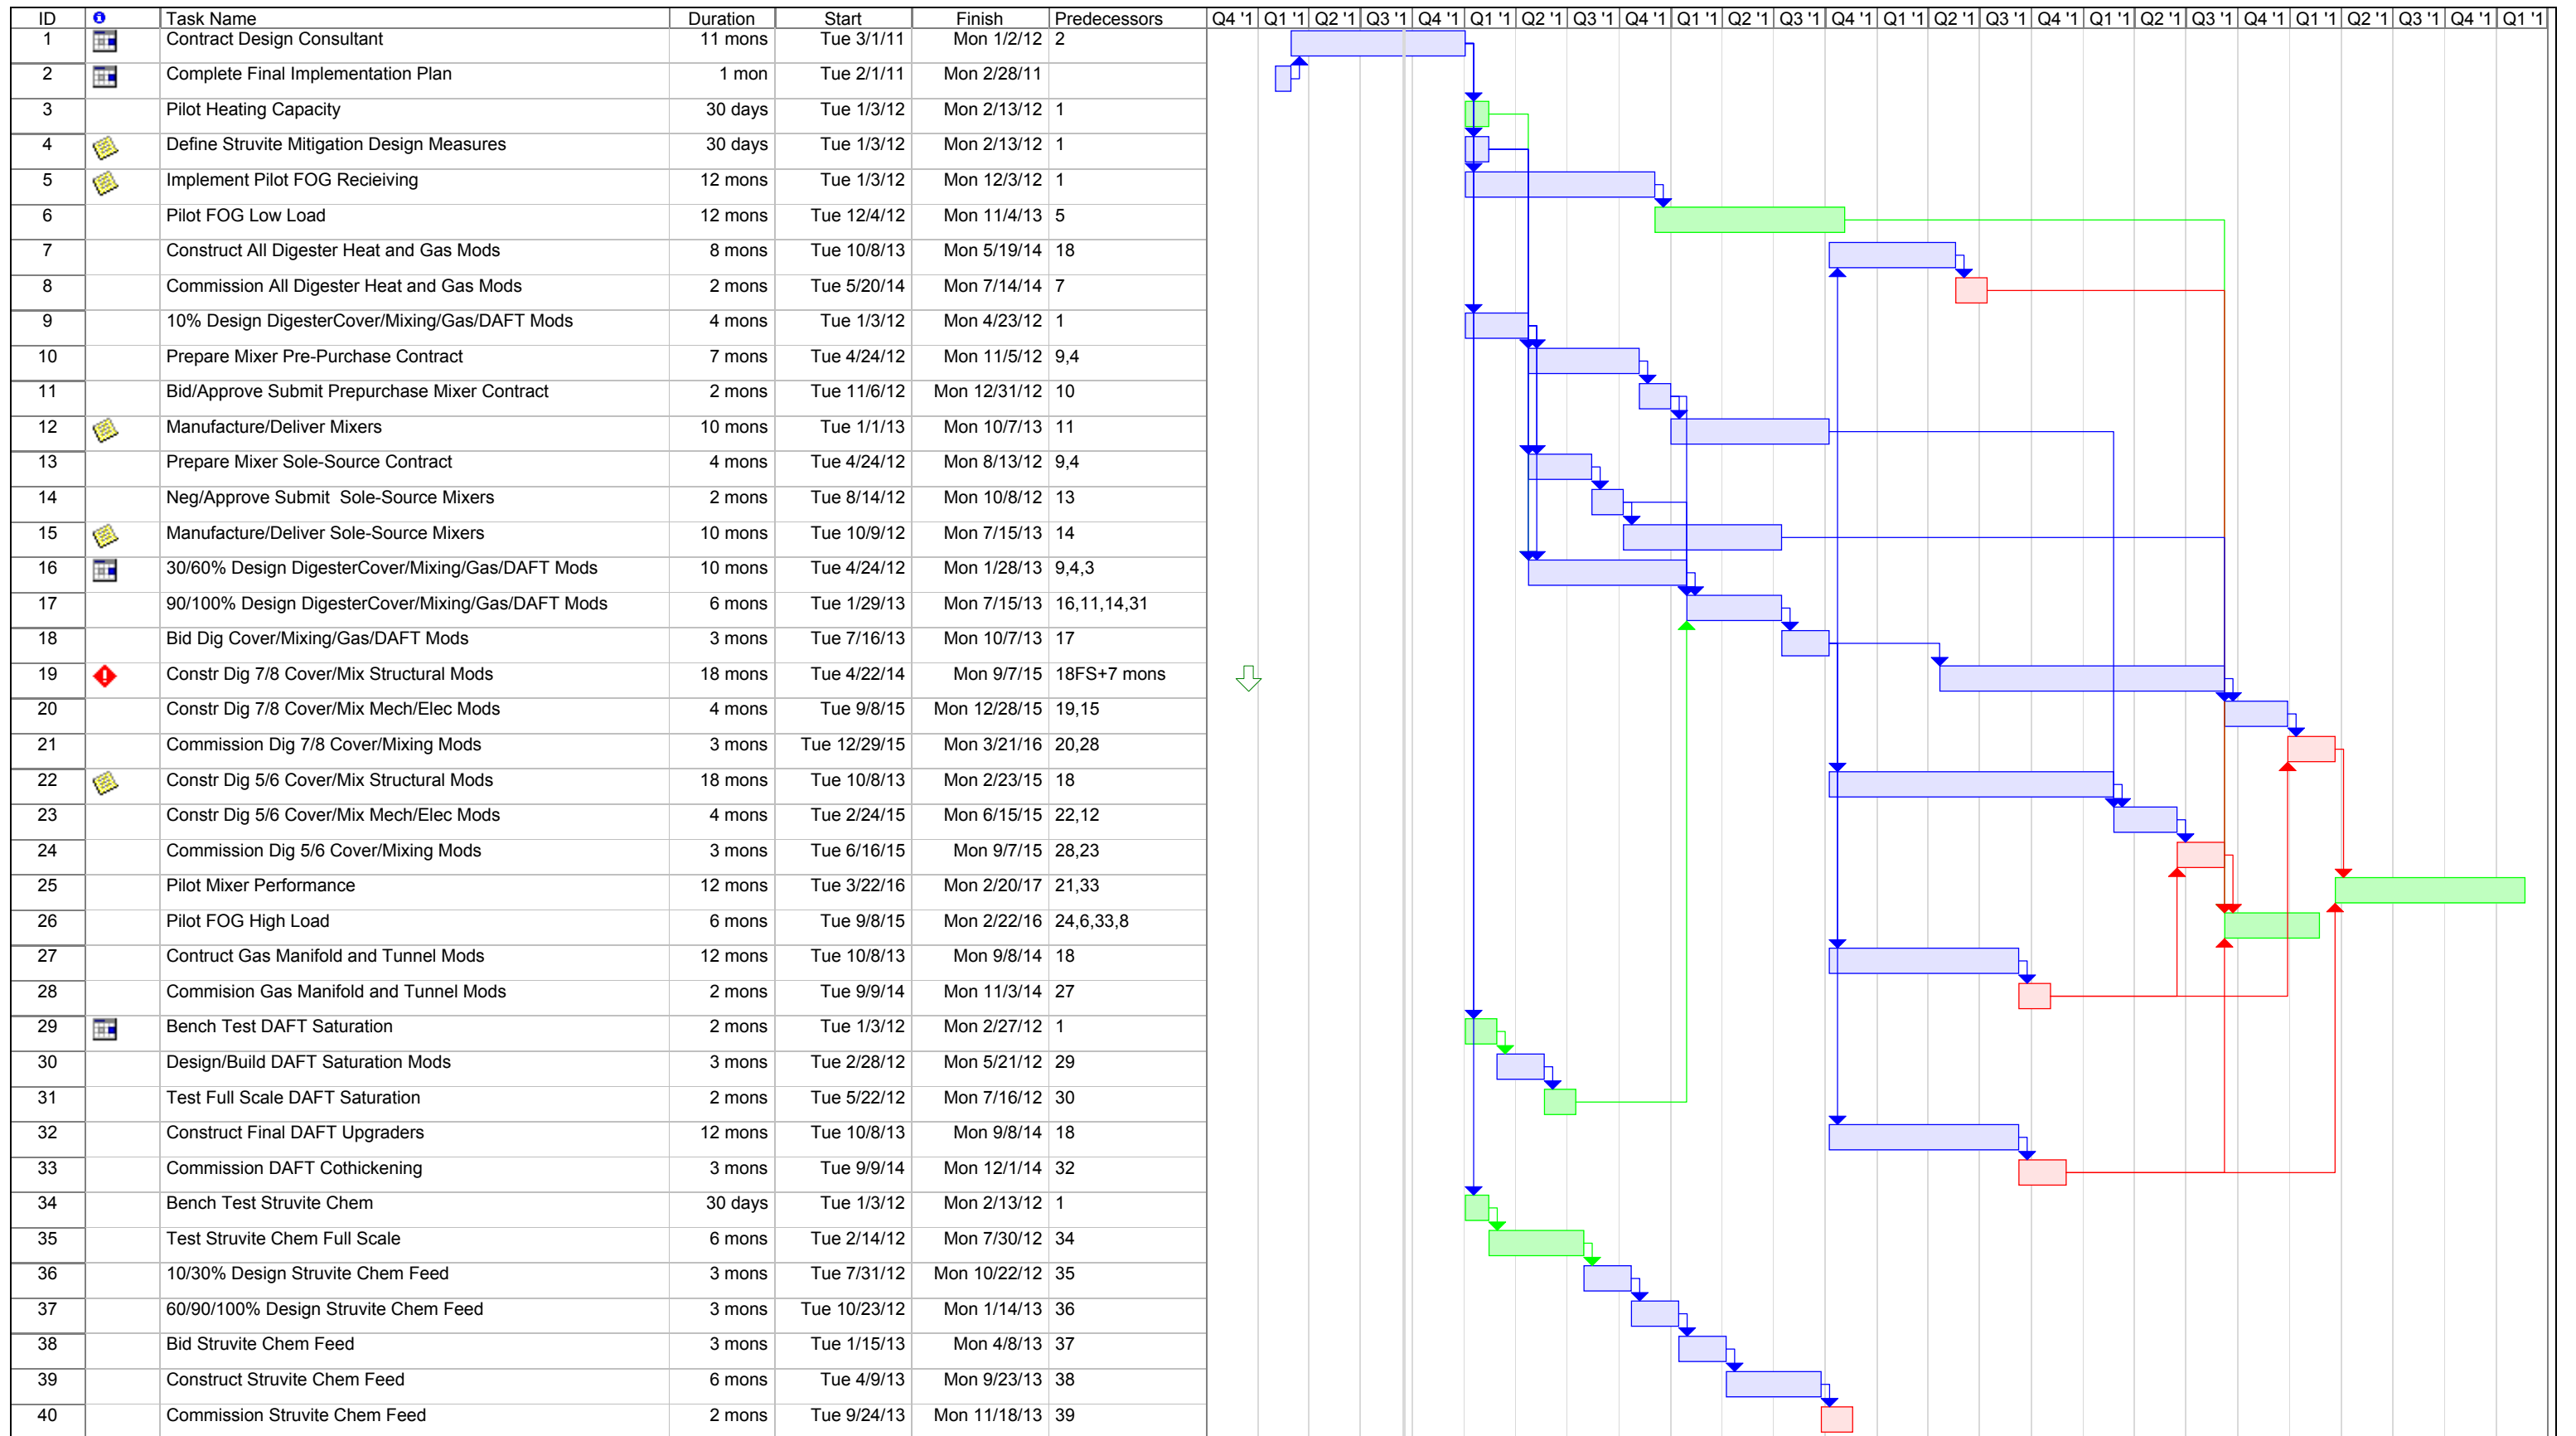 ID Task Name Duration Start Finish Predecessors Q4 '1 Q1 '1 Q2 '1 Q3 '1 Q4 '1 Q1 '1 Q2 '1 Q3 '1 Q4 '1 Q1 '1 Q2 '1 Q3 '1 Q4 '1 Q1 '1 Q2 '1 Q3 '1 Q4 '1 Q1 '1 Q2 '1 Q3 '1 Q4 '1 Q1 '1 Q2 '1 Q3 '1 Q4 '1 Q1 '1
1 Contract Design Consultant 11 mons Tue 3/1/11 Mon 1/2/12 2
2 Complete Final Implementation Plan 1 mon Tue 2/1/11 Mon 2/28/11
3 Pilot Heating Capacity 30 days Tue 1/3/12 Mon 2/13/12 1
4 Define Struvite Mitigation Design Measures 30 days Tue 1/3/12 Mon 2/13/12 1
5 Implement Pilot FOG Recieiving 12 mons Tue 1/3/12 Mon 12/3/12 1
6 Pilot FOG Low Load 12 mons Tue 12/4/12 Mon 11/4/13 5
7 Construct All Digester Heat and Gas Mods 8 mons Tue 10/8/13 Mon 5/19/14 18
8 Commission All Digester Heat and Gas Mods 2 mons Tue 5/20/14 Mon 7/14/14 7
9 10% Design DigesterCover/Mixing/Gas/DAFT Mods 4 mons Tue 1/3/12 Mon 4/23/12 1
10 Prepare Mixer Pre-Purchase Contract 7 mons Tue 4/24/12 Mon 11/5/12 9,4
11 Bid/Approve Submit Prepurchase Mixer Contract 2 mons Tue 11/6/12 Mon 12/31/12 10
12 Manufacture/Deliver Mixers 10 mons Tue 1/1/13 Mon 10/7/13 11
13 Prepare Mixer Sole-Source Contract 4 mons Tue 4/24/12 Mon 8/13/12 9,4
14 Neg/Approve Submit Sole-Source Mixers 2 mons Tue 8/14/12 Mon 10/8/12 13
15 Manufacture/Deliver Sole-Source Mixers 10 mons Tue 10/9/12 Mon 7/15/13 14
16 30/60% Design DigesterCover/Mixing/Gas/DAFT Mods 10 mons Tue 4/24/12 Mon 1/28/13 9,4,3
17 90/100% Design DigesterCover/Mixing/Gas/DAFT Mods 6 mons Tue 1/29/13 Mon 7/15/13 16,11,14,31
18 Bid Dig Cover/Mixing/Gas/DAFT Mods 3 mons Tue 7/16/13 Mon 10/7/13 17
19 Constr Dig 7/8 Cover/Mix Structural Mods 18 mons Tue 4/22/14 Mon 9/7/15 18FS+7 mons
20 Constr Dig 7/8 Cover/Mix Mech/Elec Mods 4 mons Tue 9/8/15 Mon 12/28/15 19,15
21 Commission Dig 7/8 Cover/Mixing Mods 3 mons Tue 12/29/15 Mon 3/21/16 20,28
22 Constr Dig 5/6 Cover/Mix Structural Mods 18 mons Tue 10/8/13 Mon 2/23/15 18
23 Constr Dig 5/6 Cover/Mix Mech/Elec Mods 4 mons Tue 2/24/15 Mon 6/15/15 22,12
24 Commission Dig 5/6 Cover/Mixing Mods 3 mons Tue 6/16/15 Mon 9/7/15 28,23
25 Pilot Mixer Performance 12 mons Tue 3/22/16 Mon 2/20/17 21,33
26 Pilot FOG High Load 6 mons Tue 9/8/15 Mon 2/22/16 24,6,33,8
27 Contruct Gas Manifold and Tunnel Mods 12 mons Tue 10/8/13 Mon 9/8/14 18
28 Commision Gas Manifold and Tunnel Mods 2 mons Tue 9/9/14 Mon 11/3/14 27
29 Bench Test DAFT Saturation 2 mons Tue 1/3/12 Mon 2/27/12 1
30 Design/Build DAFT Saturation Mods 3 mons Tue 2/28/12 Mon 5/21/12 29
31 Test Full Scale DAFT Saturation 2 mons Tue 5/22/12 Mon 7/16/12 30
32 Construct Final DAFT Upgraders 12 mons Tue 10/8/13 Mon 9/8/14 18
33 Commission DAFT Cothickening 3 mons Tue 9/9/14 Mon 12/1/14 32
34 Bench Test Struvite Chem 30 days Tue 1/3/12 Mon 2/13/12 1
35 Test Struvite Chem Full Scale 6 mons Tue 2/14/12 Mon 7/30/12 34
36 10/30% Design Struvite Chem Feed 3 mons Tue 7/31/12 Mon 10/22/12 35
37 60/90/100% Design Struvite Chem Feed 3 mons Tue 10/23/12 Mon 1/14/13 36
38 Bid Struvite Chem Feed 3 mons Tue 1/15/13 Mon 4/8/13 37
39 Construct Struvite Chem Feed 6 mons Tue 4/9/13 Mon 9/23/13 38
40 Commission Struvite Chem Feed 2 mons Tue 9/24/13 Mon 11/18/13 39